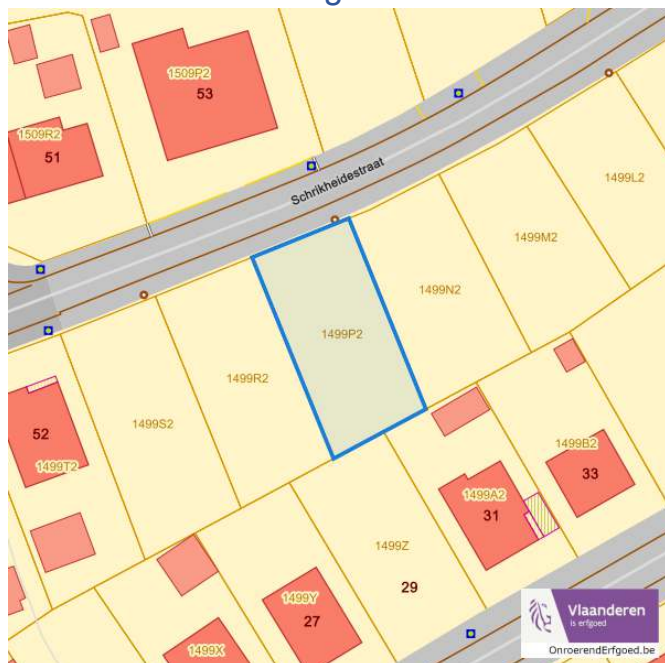 1509P2
53
1509R2
51
Schrikheidestraat
1499L2
1499M2
1499N2
1499P2
1499R2
1499S2
52
1499T2
1499B2
33
1499A2
31
1499Z
29
1499Y
27
1499X
Vlaanderen
is erfgoed
OnroerendErfgoed.be